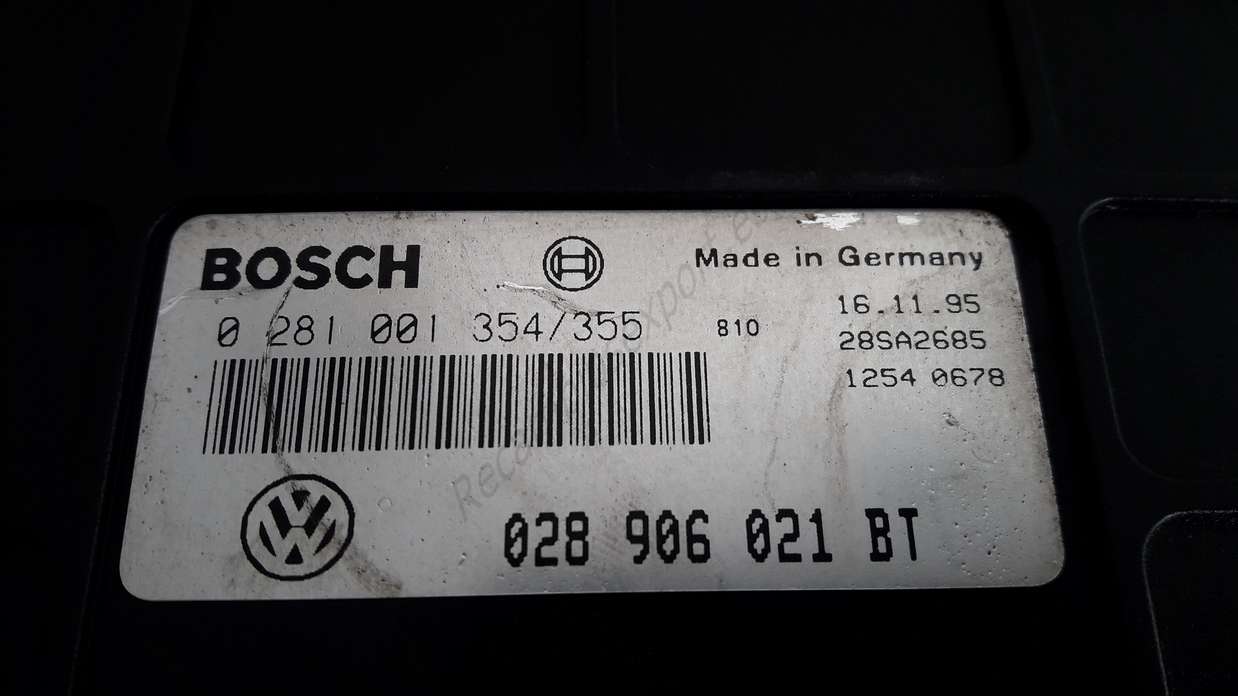 BOSCH
Made in Germany
0 281 001 354/355
810
16.11.95
28SA2685
1254 0678
028 906 021 BT